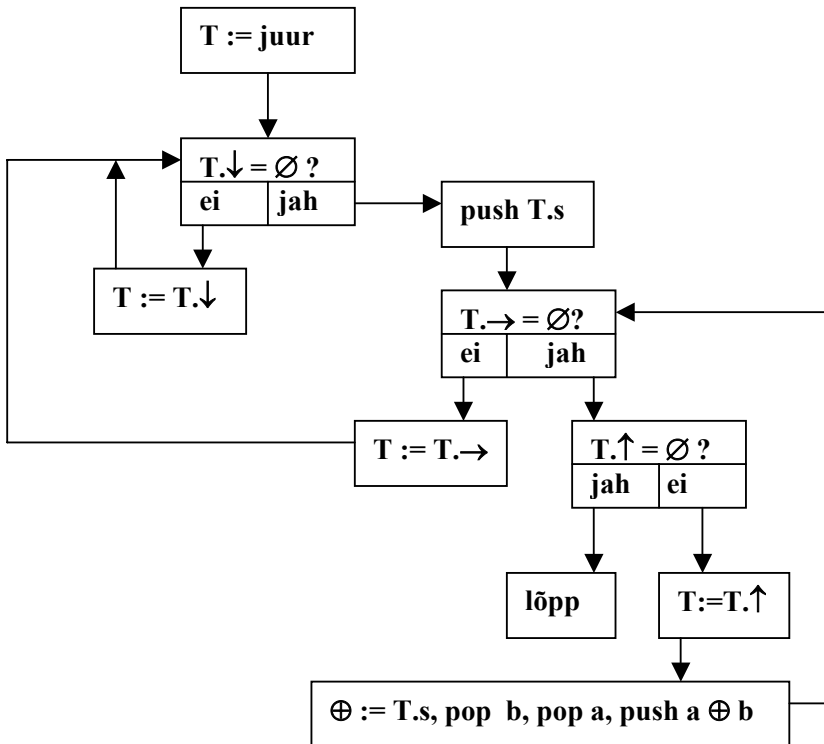 T := juur
T.↓ = ∅ ?
ei jah
push T.s
T := T.↓
T.→ = ∅?
ei jah
T := T.→
T.↑ = ∅ ?
jah ei
lõpp
T:=T.↑
⊕ := T.s, pop b, pop a, push a ⊕ b